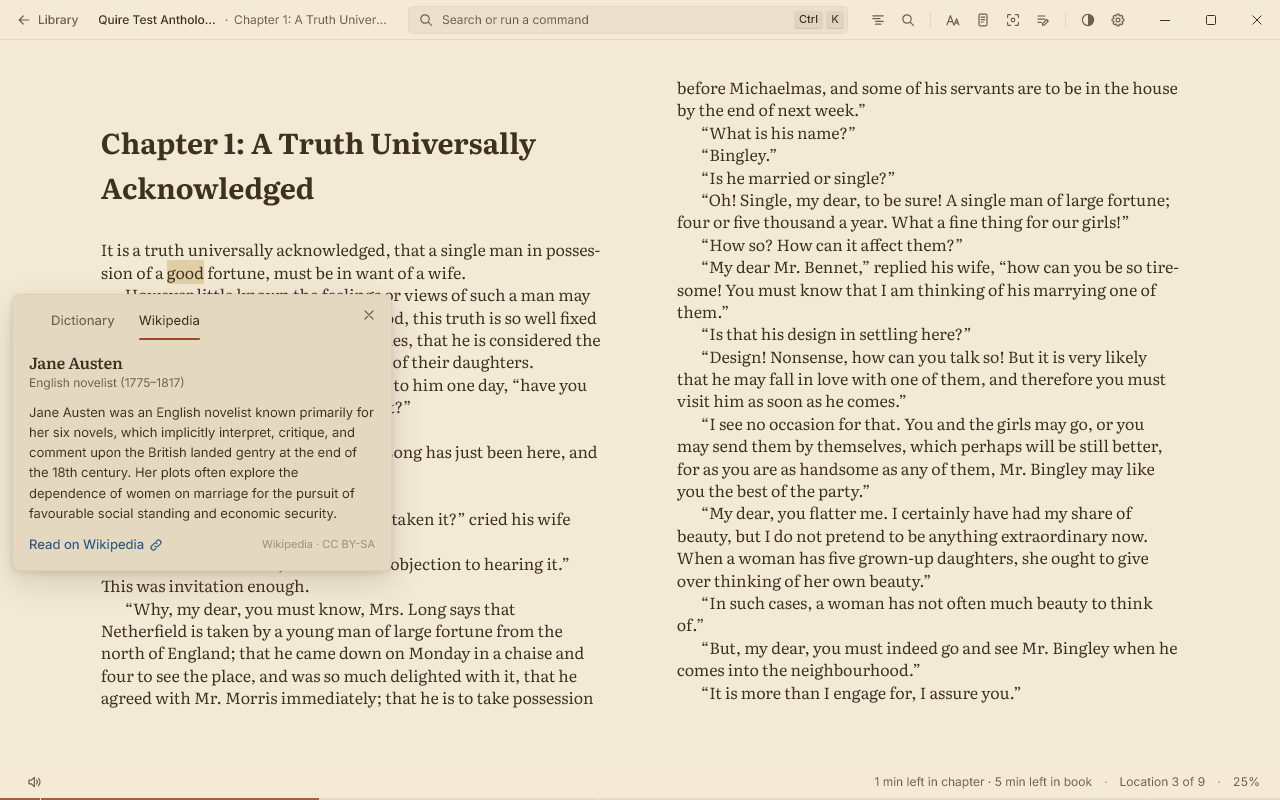 Library
Quire Test Antholo... · Chapter 1: A Truth Univer...
Search or run a command
Ctrl K
Chapter 1: A Truth Universally
Acknowledged
It is a truth universally acknowledged, that a single man in posses-
sion of a good fortune, must be in want of a wife.
However little known the feelings or views of such a man may
od, this truth is so well fixed
es, that he is considered the
of their daughters.
to him one day, “have you
t?”
ong has just been here, and
taken it?” cried his wife
objection to hearing it.”
This was invitation enough.
“Why, my dear, you must know, Mrs. Long says that
Netherfield is taken by a young man of large fortune from the
north of England; that he came down on Monday in a chaise and
four to see the place, and was so much delighted with it, that he
agreed with Mr. Morris immediately; that he is to take possession
Dictionary
Wikipedia
Jane Austen
English novelist (1775–1817)
Jane Austen was an English novelist known primarily for
her six novels, which implicitly interpret, critique, and
comment upon the British landed gentry at the end of
the 18th century. Her plots often explore the
dependence of women on marriage for the pursuit of
favourable social standing and economic security.
Read on Wikipedia
Wikipedia · CC BY-SA
before Michaelmas, and some of his servants are to be in the house
by the end of next week.”
“What is his name?”
“Bingley.”
“Is he married or single?”
“Oh! Single, my dear, to be sure! A single man of large fortune;
four or five thousand a year. What a fine thing for our girls!”
“How so? How can it affect them?”
“My dear Mr. Bennet,” replied his wife, “how can you be so tire-
some! You must know that I am thinking of his marrying one of
them.”
“Is that his design in settling here?”
“Design! Nonsense, how can you talk so! But it is very likely
that he may fall in love with one of them, and therefore you must
visit him as soon as he comes.”
“I see no occasion for that. You and the girls may go, or you
may send them by themselves, which perhaps will be still better,
for as you are as handsome as any of them, Mr. Bingley may like
you the best of the party.”
“My dear, you flatter me. I certainly have had my share of
beauty, but I do not pretend to be anything extraordinary now.
When a woman has five grown-up daughters, she ought to give
over thinking of her own beauty.”
“In such cases, a woman has not often much beauty to think
of.”
“But, my dear, you must indeed go and see Mr. Bingley when he
comes into the neighbourhood.”
“It is more than I engage for, I assure you.”
1 min left in chapter · 5 min left in book · Location 3 of 9 · 25%